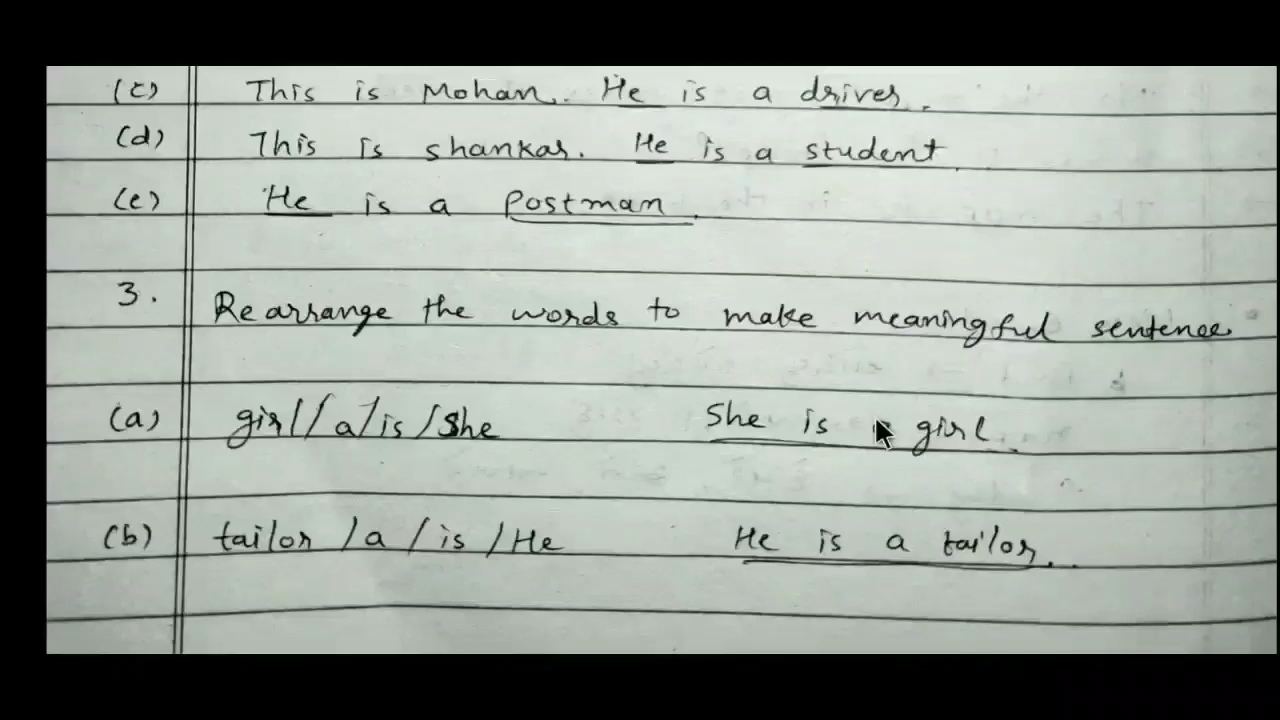 (c) This is Mohan. He is a driver.
(d) This is shankar. He is a student.
(e) He is a Postman.
3. Rearrange the words to make meaningful sentence
(a) girl/a/is/She She is girl.
(b) tailor/a/is/He He is a tailor.